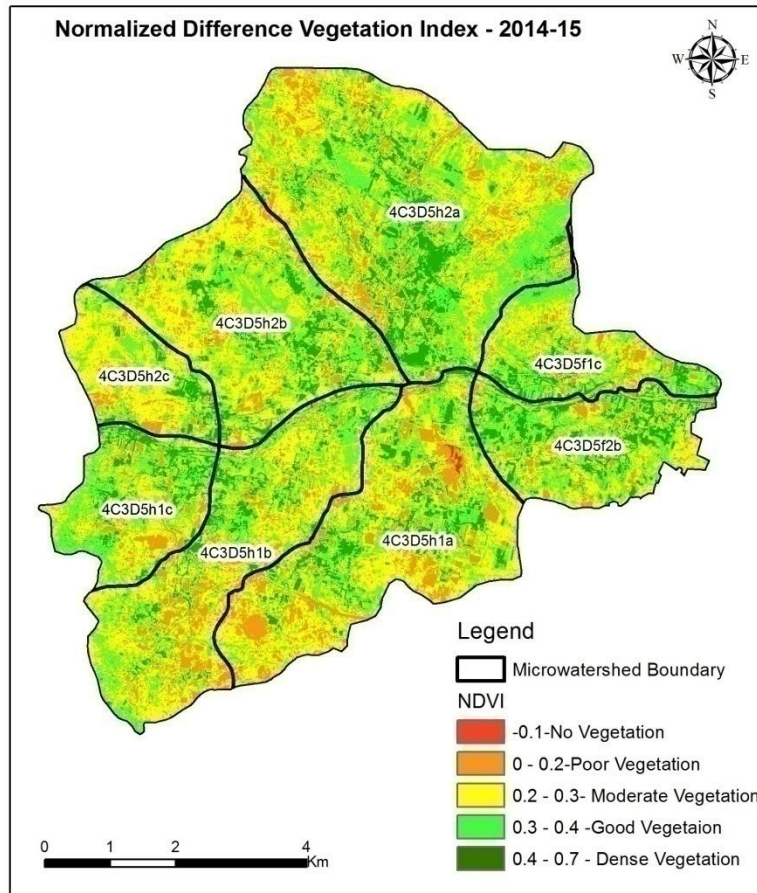 Normalized Difference Vegetation Index - 2014-15
N
W E
S
4C3D5h2a
4C3D5h2b
4C3D5h2c
4C3D5f1c
4C3D5f2b
4C3D5h1c
4C3D5h1b
4C3D5h1a
Legend
Microwatershed Boundary
NDVI
-0.1-No Vegetation
0 - 0.2-Poor Vegetation
0.2 - 0.3- Moderate Vegetation
0.3 - 0.4 -Good Vegetaion
0.4 - 0.7 - Dense Vegetation
0 1 2 4
Km